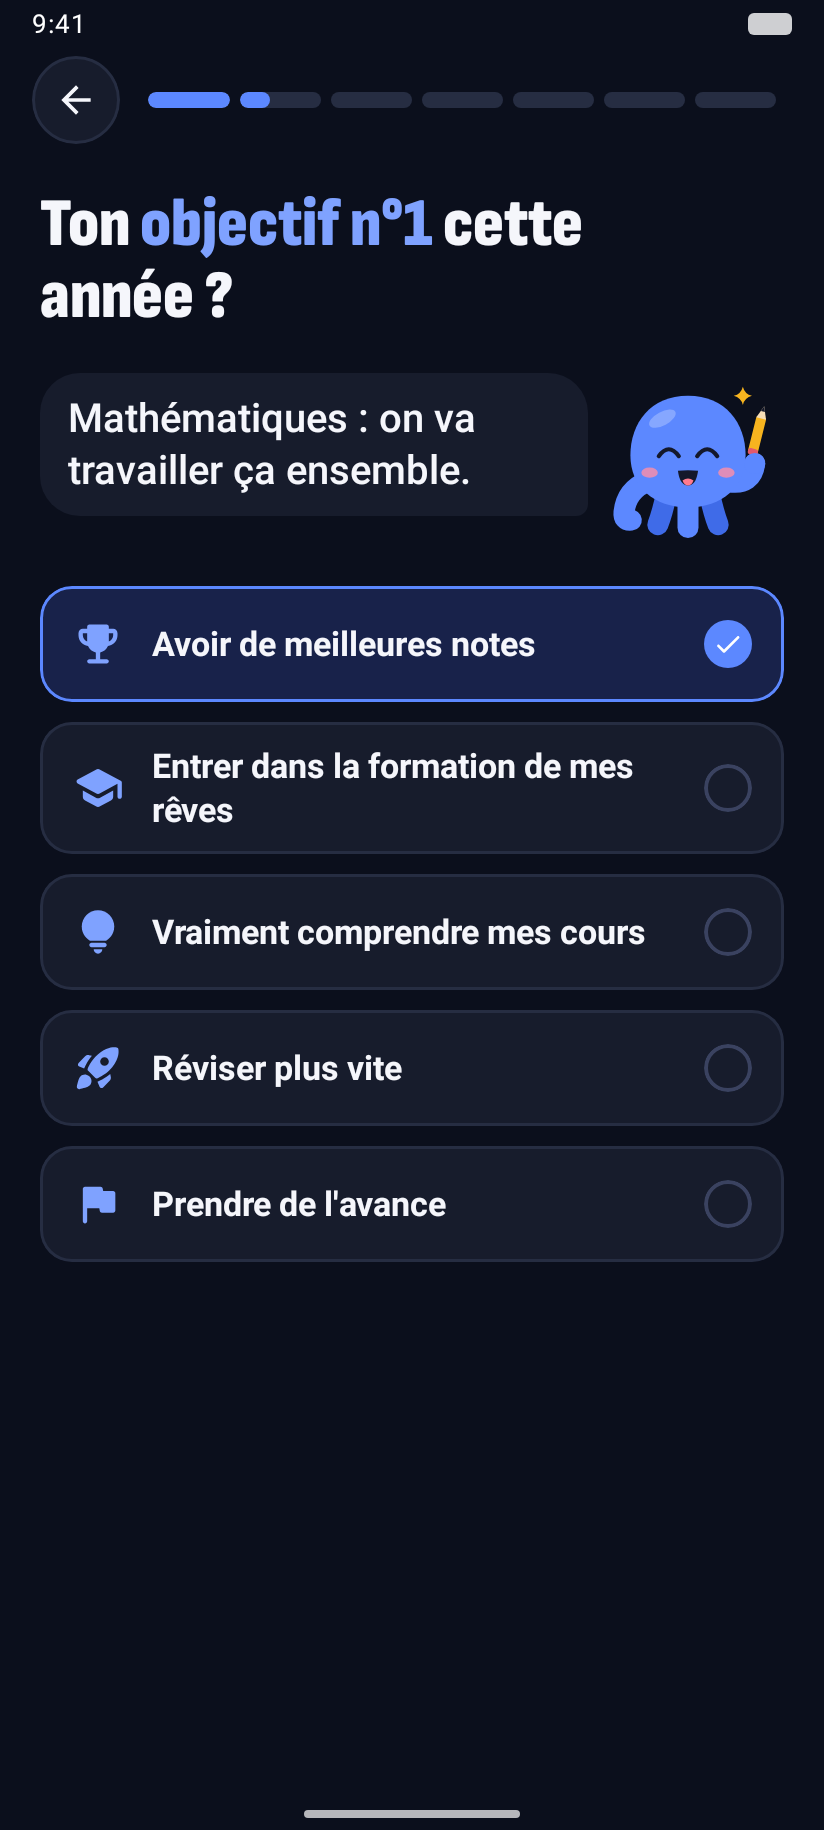 9:41
Ton objectif n°1 cette
année ?
Mathématiques : on va
travailler ça ensemble.
Avoir de meilleures notes
Entrer dans la formation de mes
rêves
Vraiment comprendre mes cours
Réviser plus vite
Prendre de l'avance